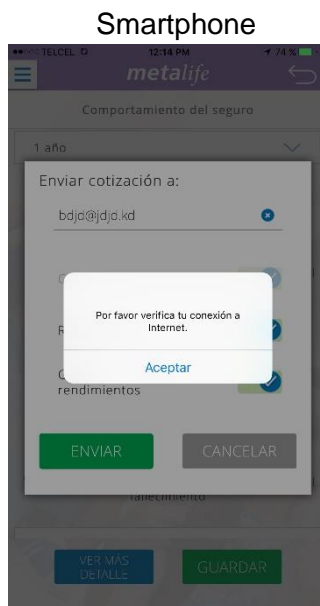 Smartphone
TELCEL 12:14 PM 74 %
metalife
Comportamiento del seguro
1 año
Enviar cotización a:
bdjd@jdjd.kd
Por favor verifica tu conexión a
Internet.
Aceptar
rendimientos
ENVIAR CANCELAR
fallecimiento
VER MÁS
DETALLE
GUARDAR